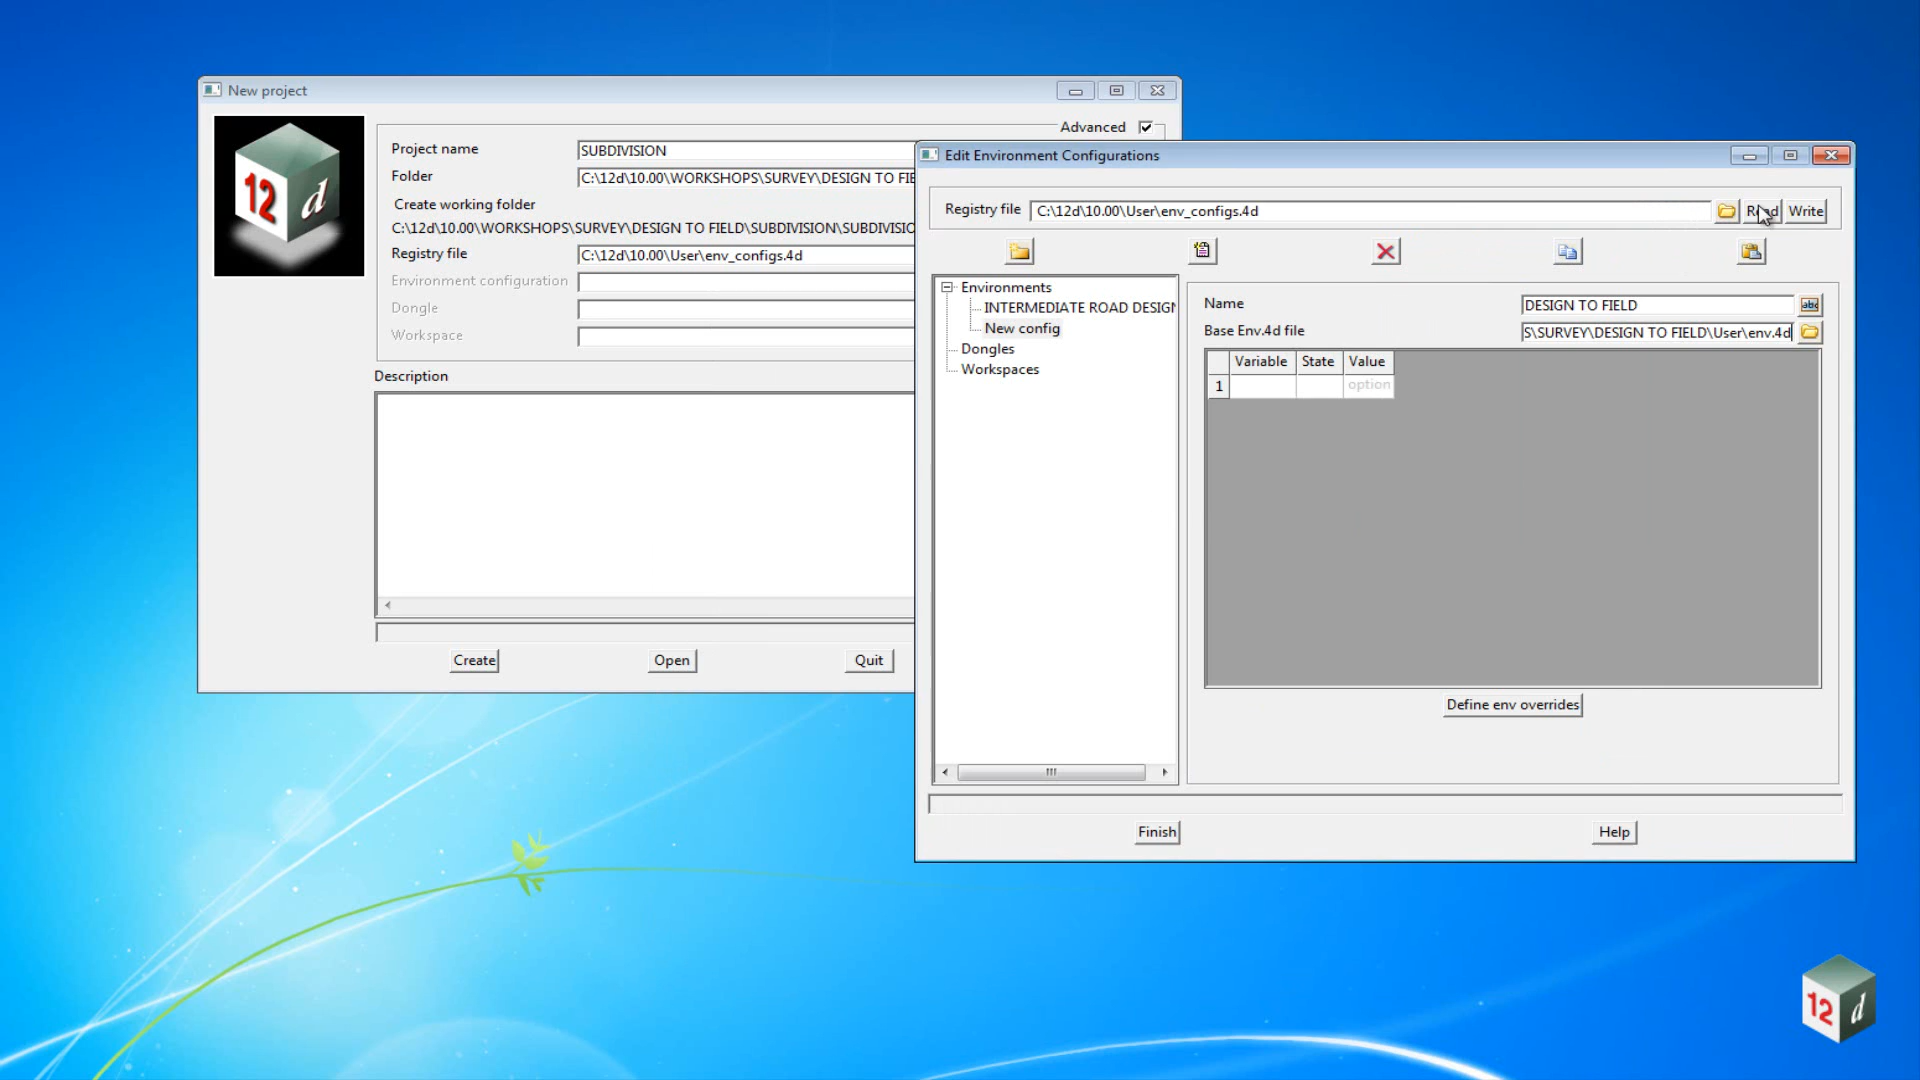 New project
12 d
Advanced
Project name SUBDIVISION
Folder C:\12d\10.00\WORKSHOPS\SURVEY\DESIGN TO FIE
Create working folder
C:\12d\10.00\WORKSHOPS\SURVEY\DESIGN TO FIELD\SUBDIVISION\SUBDIVISIO
Registry file C:\12d\10.00\User\env_configs.4d
Environment configuration
Dongle
Workspace
Description
Create Open Quit
Edit Environment Configurations
Registry file C:\12d\10.00\User\env_configs.4d Read Write
Environments
INTERMEDIATE ROAD DESIGN
New config
Dongles
Workspaces
Name DESIGN TO FIELD abc
Base Env.4d file S\SURVEY\DESIGN TO FIELD\User\env.4d
Variable State Value
1 option
Define env overrides
Finish Help
12 d